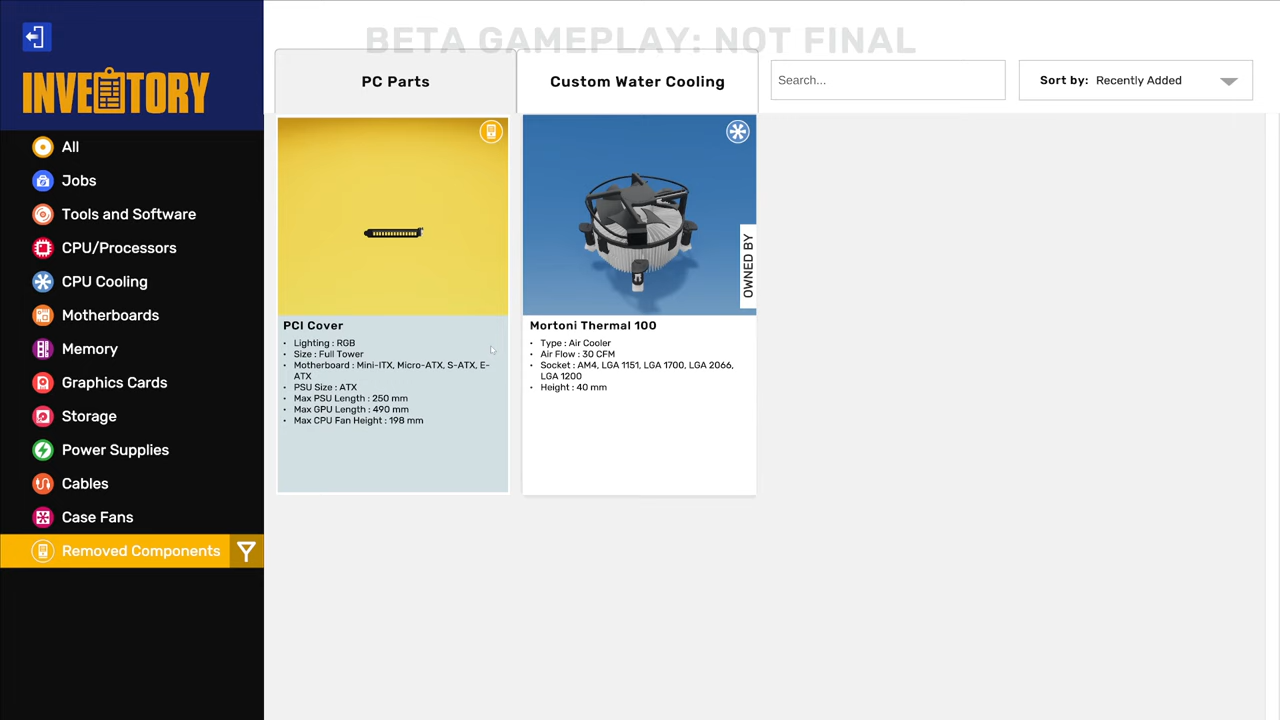 BETA GAMEPLAY: NOT FINAL
INVENTORY
PC Parts
Custom Water Cooling
Search...
Sort by: Recently Added
All
Jobs
Tools and Software
CPU/Processors
CPU Cooling
Motherboards
Memory
Graphics Cards
Storage
Power Supplies
Cables
Case Fans
Removed Components
PCI Cover
• Lighting : RGB
• Size : Full Tower
• Motherboard : Mini-ITX, Micro-ATX, S-ATX, E-
ATX
• PSU Size : ATX
• Max PSU Length : 250 mm
• Max GPU Length : 490 mm
• Max CPU Fan Height : 198 mm
OWNED BY
Mortoni Thermal 100
• Type : Air Cooler
• Air Flow : 30 CFM
• Socket : AM4, LGA 1151, LGA 1700, LGA 2066,
LGA 1200
• Height : 40 mm